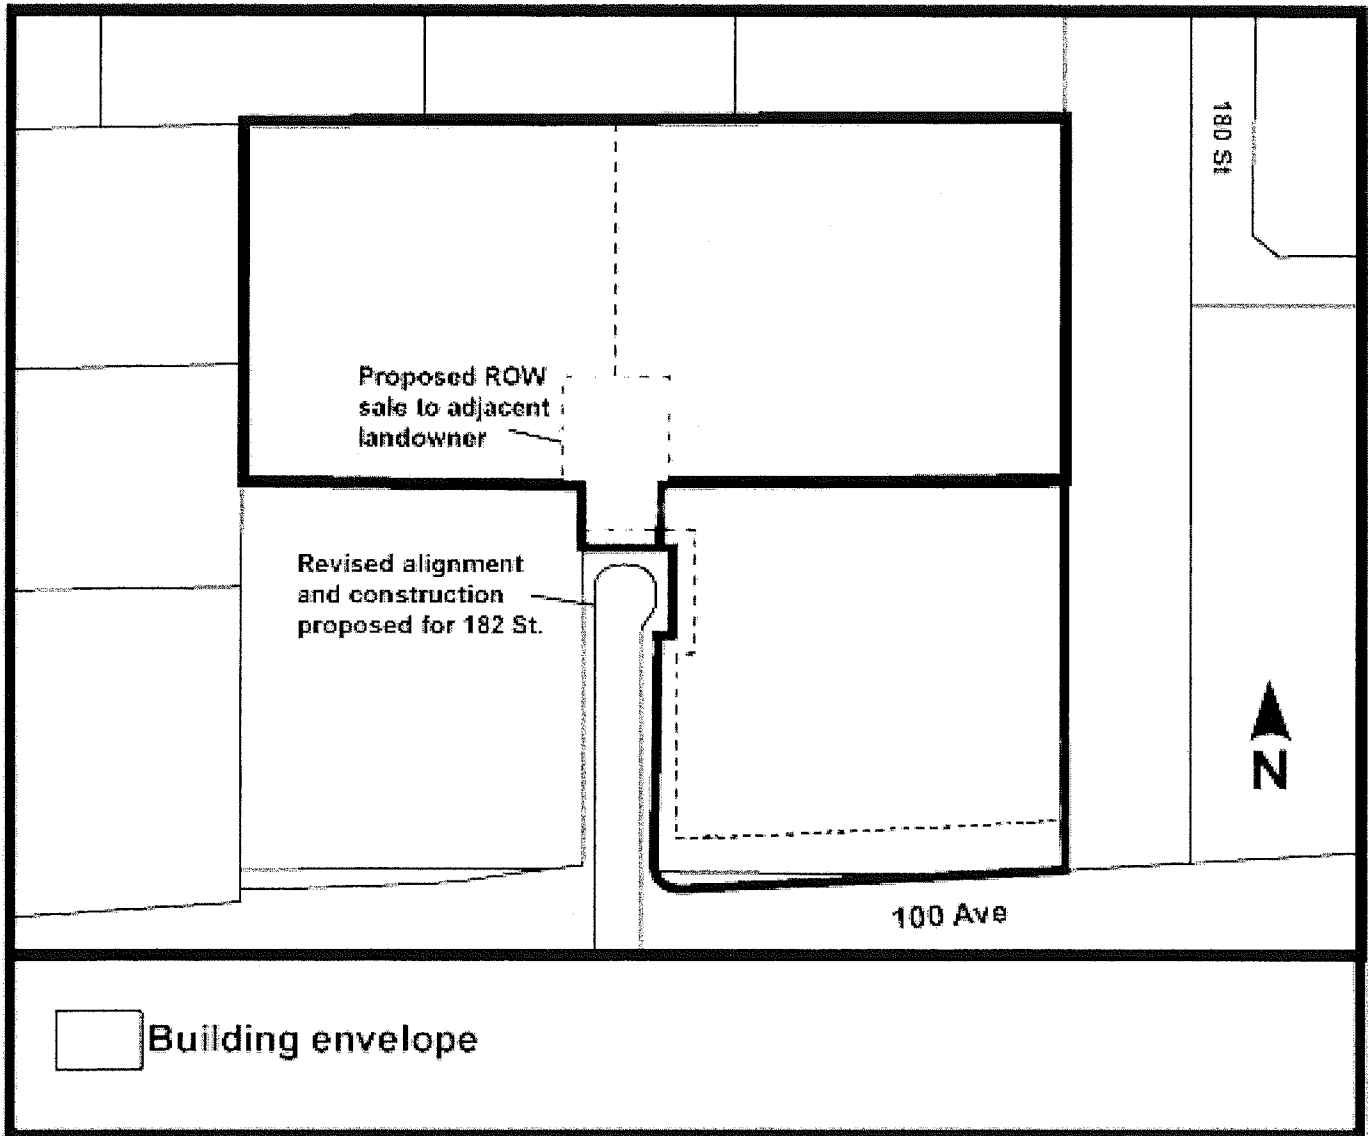 180 St
Proposed ROW
sale to adjacent
landowner
Revised alignment
and construction
proposed for 182 St.
N
100 Ave
Building envelope